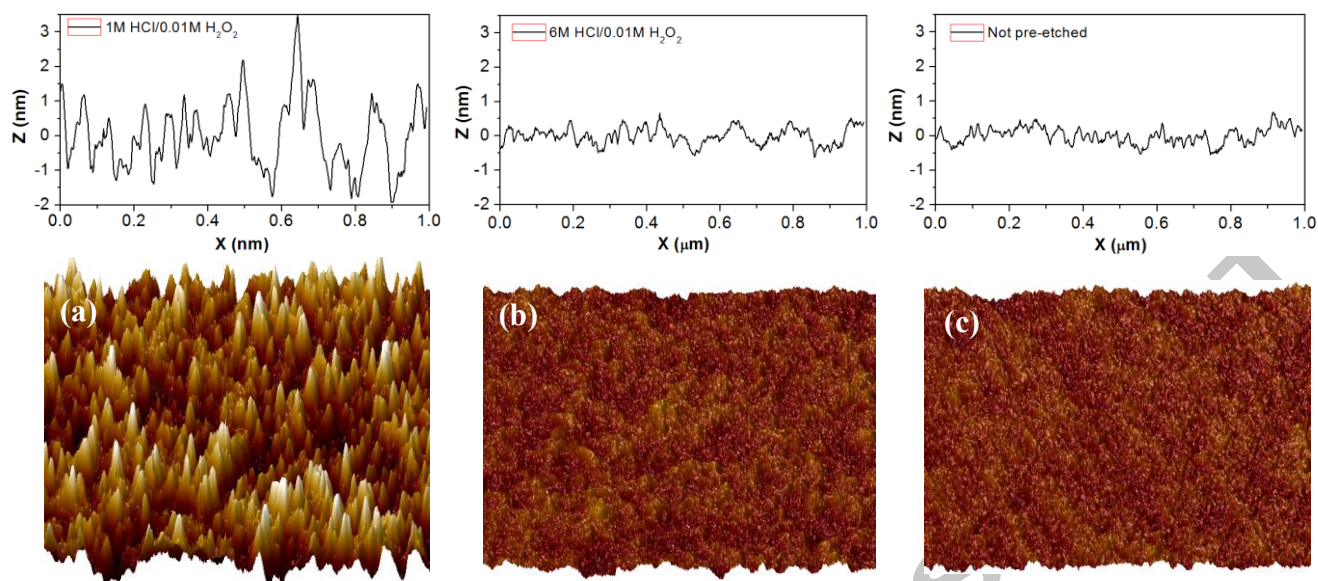 1M HCl/0.01M H₂O₂
Z (nm)
3
2
1
0
-1
-2
0.0 0.2 0.4 0.6 0.8 1.0
X (nm)
6M HCl/0.01M H₂O₂
Z (nm)
3
2
1
0
-1
-2
0.0 0.2 0.4 0.6 0.8 1.0
X (μm)
Not pre-etched
Z (nm)
3
2
1
0
-1
-2
0.0 0.2 0.4 0.6 0.8 1.0
X (μm)
(a)
(b)
(c)